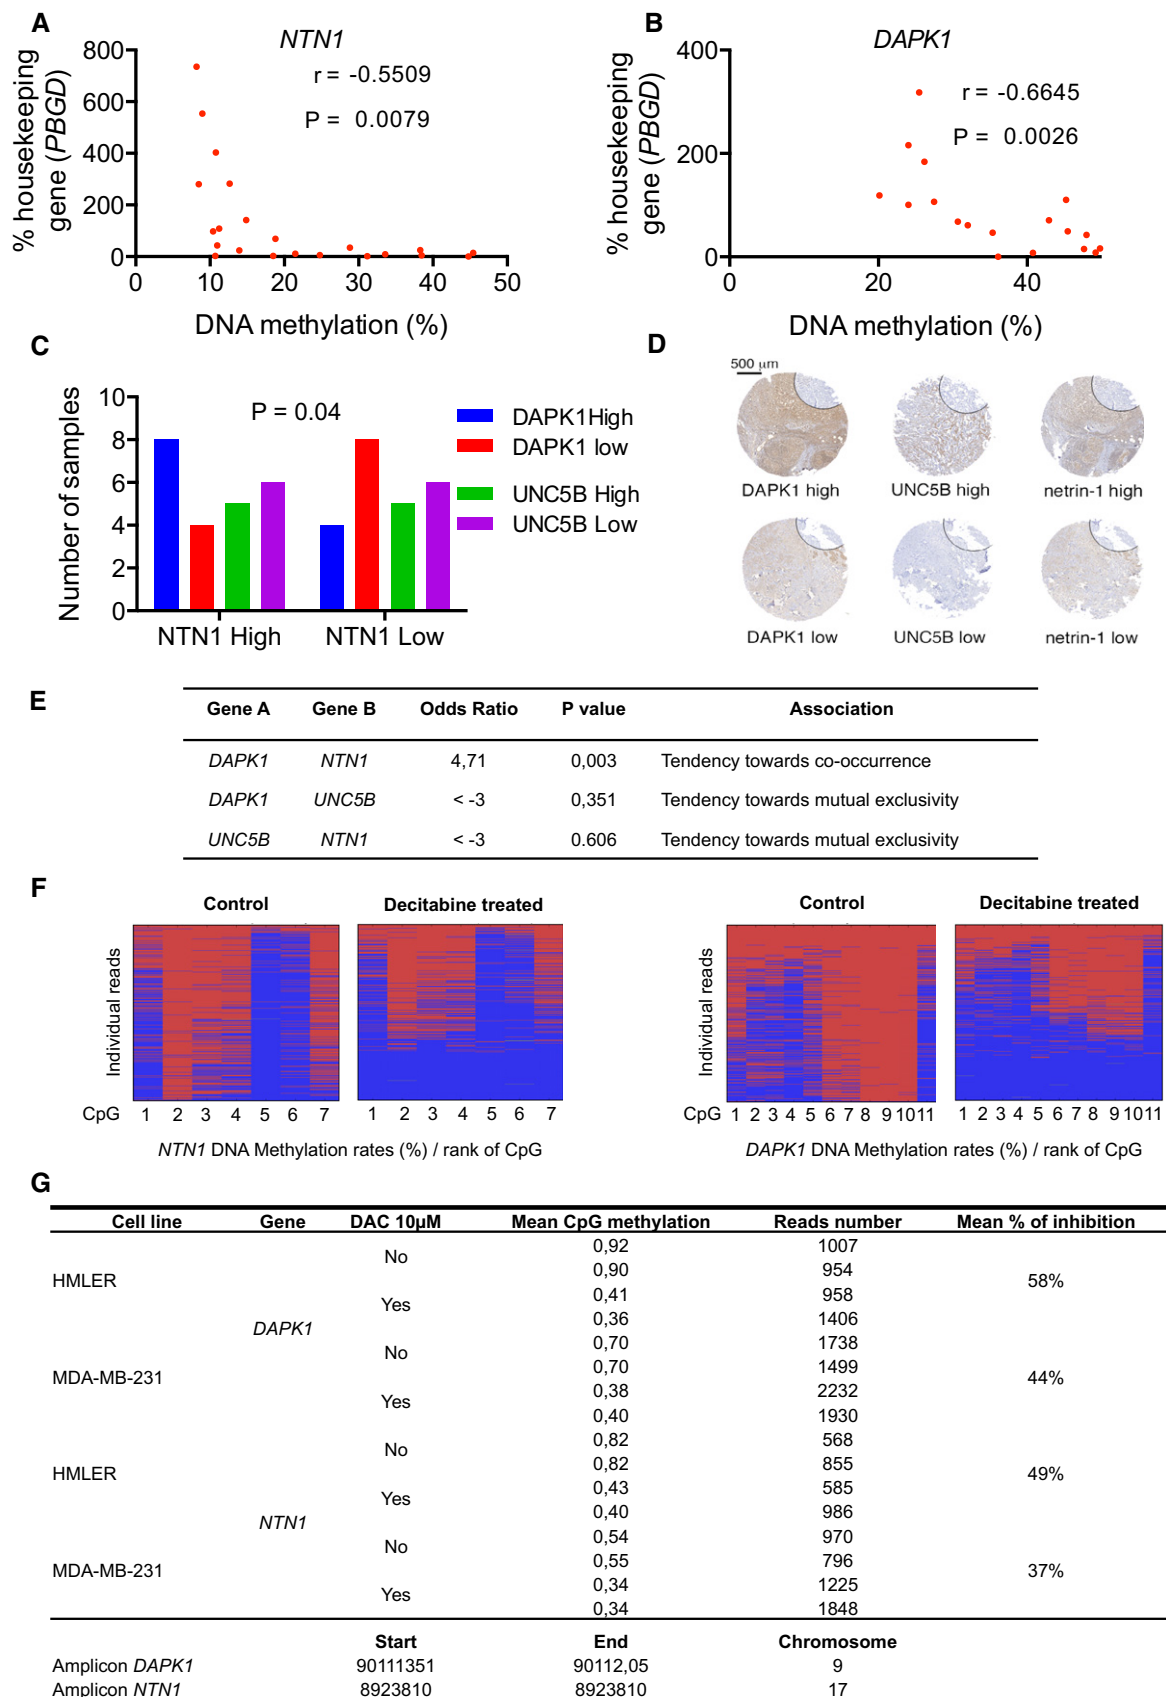 A
NTN1
r = -0.5509
P = 0.0079
% housekeeping
gene (PBGD)
800
600
400
200
0
0 10 20 30 40 50
DNA methylation (%)
B
DAPK1
r = -0.6645
P = 0.0026
% housekeeping
gene (PBGD)
400
200
0
0 20 40
DNA methylation (%)
C
P = 0.04
Number of samples
10
8
6
4
2
0
NTN1 High NTN1 Low
DAPK1High
DAPK1 low
UNC5B High
UNC5B Low
D
500 µm
DAPK1 high UNC5B high netrin-1 high
DAPK1 low UNC5B low netrin-1 low
E
Gene A Gene B Odds Ratio P value Association
DAPK1 NTN1 4,71 0,003 Tendency towards co-occurrence
DAPK1 UNC5B < -3 0,351 Tendency towards mutual exclusivity
UNC5B NTN1 < -3 0.606 Tendency towards mutual exclusivity
F
Control Decitabine treated
Individual reads
CpG 1 2 3 4 5 6 7 1 2 3 4 5 6 7
NTN1 DNA Methylation rates (%) / rank of CpG
Control Decitabine treated
Individual reads
CpG 1 2 3 4 5 6 7 8 9 10 11 1 2 3 4 5 6 7 8 9 10 11
DAPK1 DNA Methylation rates (%) / rank of CpG
G
Cell line Gene DAC 10µM Mean CpG methylation Reads number Mean % of inhibition
HMLER DAPK1 No 0,92 1007 58%
0,90 954
Yes 0,41 958
0,36 1406
MDA-MB-231 No 0,70 1738 44%
0,70 1499
Yes 0,38 2232
0,40 1930
HMLER NTN1 No 0,82 568 49%
0,82 855
Yes 0,43 585
0,40 986
MDA-MB-231 No 0,54 970 37%
0,55 796
Yes 0,34 1225
0,34 1848
Start End Chromosome
Amplicon DAPK1 90111351 90112,05 9
Amplicon NTN1 8923810 8923810 17